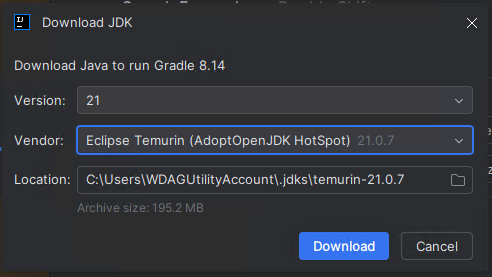 IJ
Download JDK
Download Java to run Gradle 8.14
Version: 21
Vendor: Eclipse Temurin (AdoptOpenJDK HotSpot) 21.0.7
Location: C:\Users\WDAGUtilityAccount\.jdks\temurin-21.0.7
Archive size: 195.2 MB
Download Cancel